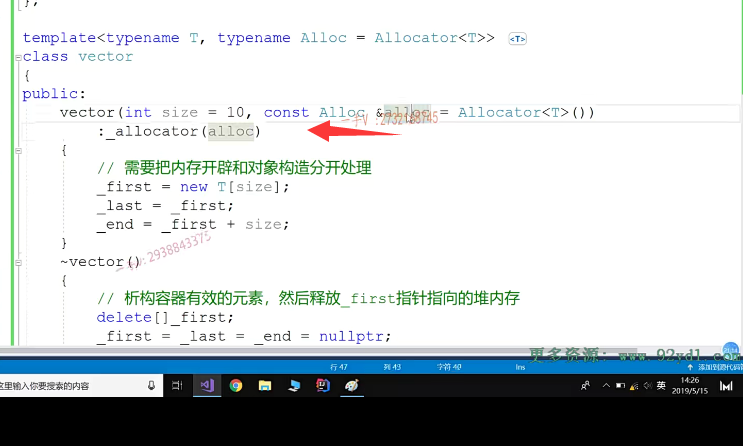 };
template<typename T, typename Alloc = Allocator<T>> <T>
class vector
{
public:
vector(int size = 10, const Alloc &alloc = Allocator<T>())
:_allocator(alloc)
{
// 需要把内存开辟和对象构造分开处理
_first = new T[size];
_last = _first;
_end = _first + size;
}
~vector()
{
// 析构容器有效的元素，然后释放_first指针指向的堆内存
delete[]_first;
_first = _last = _end = nullptr;
一手V:2938843375
更多资源：www.92vdl.com
行 47 列 43 字符 40 Ins 添加到源代码管
这里输入你要搜索的内容
英
14:26
2019/5/15